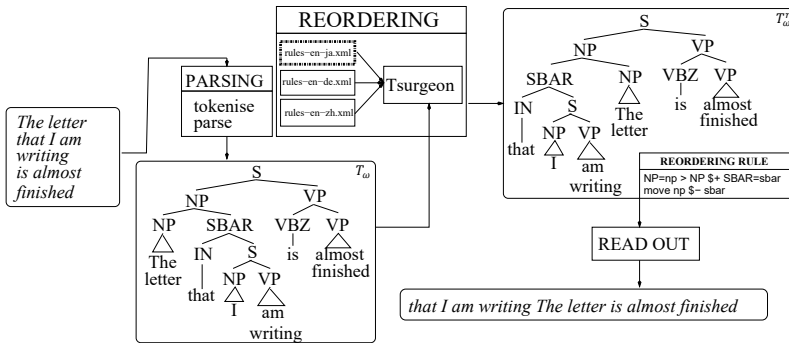 The letter
that I am
writing
is almost
finished
PARSING
tokenise
parse
REORDERING
rules-en-ja.xml
rules-en-de.xml
rules-en-zh.xml
Tsurgeon
Tω
S
NP VP
NP SBAR VBZ VP
The
letter
IN S is almost
finished
that NP VP
I am
writing
S
NP VP
SBAR NP VBZ VP
IN S The
letter
is almost
finished
that NP VP
I am
writing
REORDERING RULE
NP=np > NP $+ SBAR=sbar
move np $− sbar
READ OUT
that I am writing The letter is almost finished